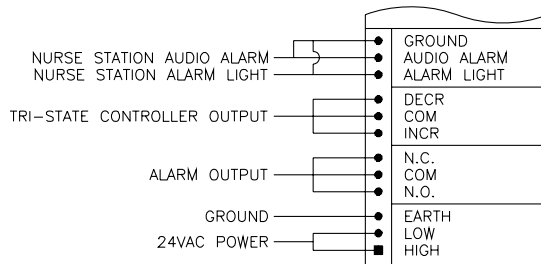 GROUND
NURSE STATION AUDIO ALARM AUDIO ALARM
NURSE STATION ALARM LIGHT ALARM LIGHT
DECR
TRI-STATE CONTROLLER OUTPUT COM
INCR
N.C.
ALARM OUTPUT COM
N.O.
GROUND EARTH
LOW
24VAC POWER
HIGH